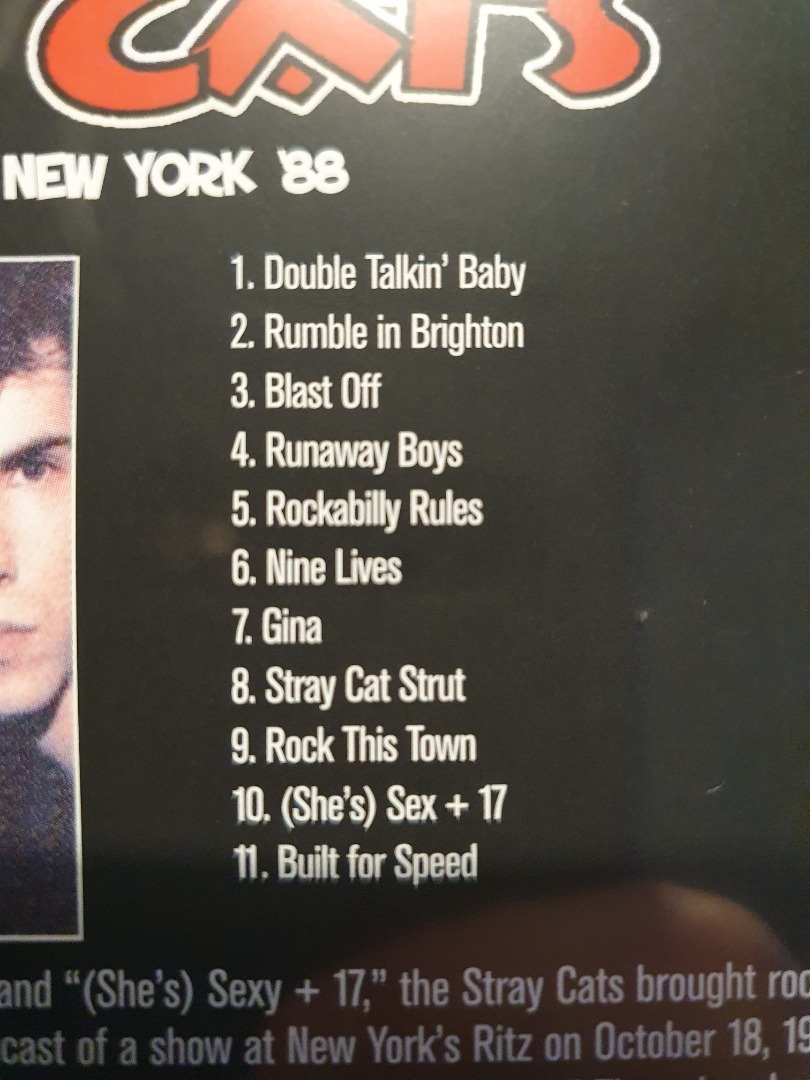 CATS
NEW YORK '88
1. Double Talkin' Baby
2. Rumble in Brighton
3. Blast Off
4. Runaway Boys
5. Rockabilly Rules
6. Nine Lives
7. Gina
8. Stray Cat Strut
9. Rock This Town
10. (She's) Sex + 17
11. Built for Speed
and “(She's) Sexy + 17,” the Stray Cats brought roc
cast of a show at New York's Ritz on October 18, 19